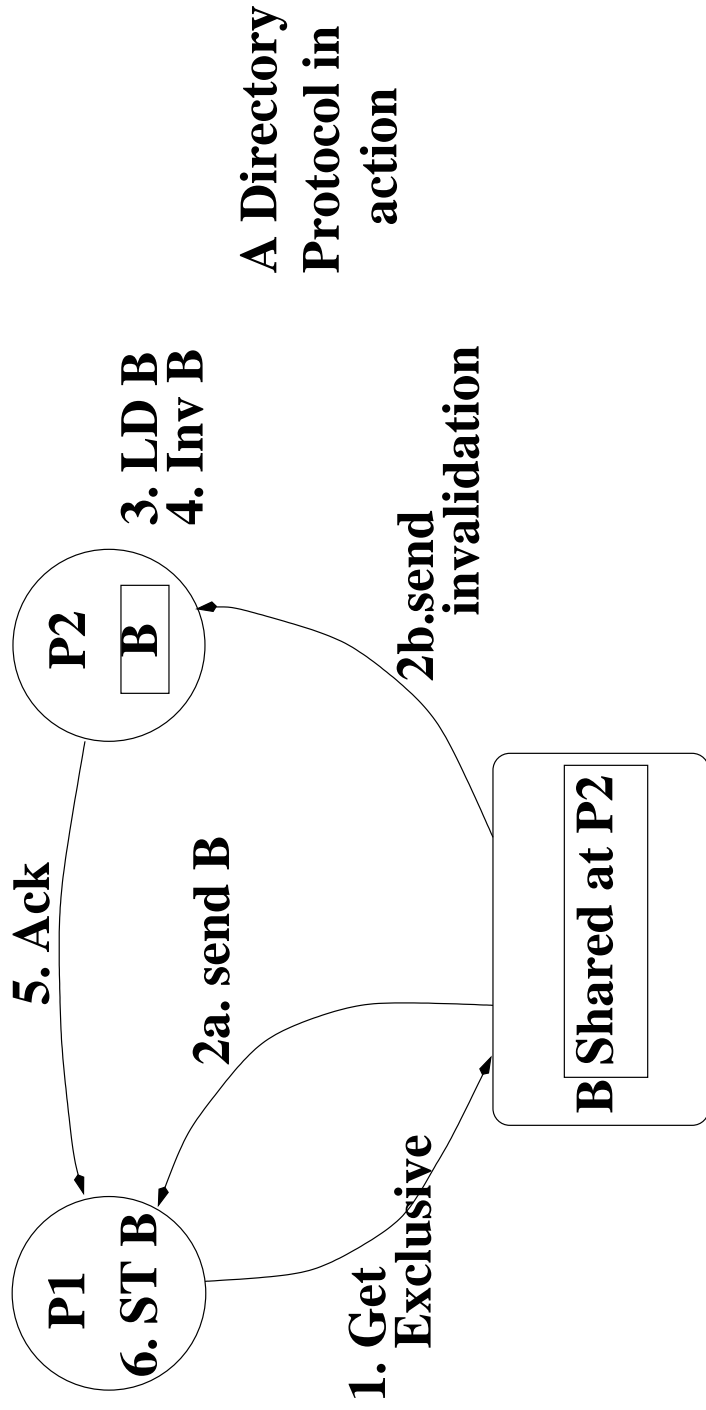 5. Ack
P1
6. ST B
P2
B
3. LD B
4. Inv B
2a. send B
1. Get
Exclusive
2b.send
invalidation
B Shared at P2
A Directory
Protocol in
action